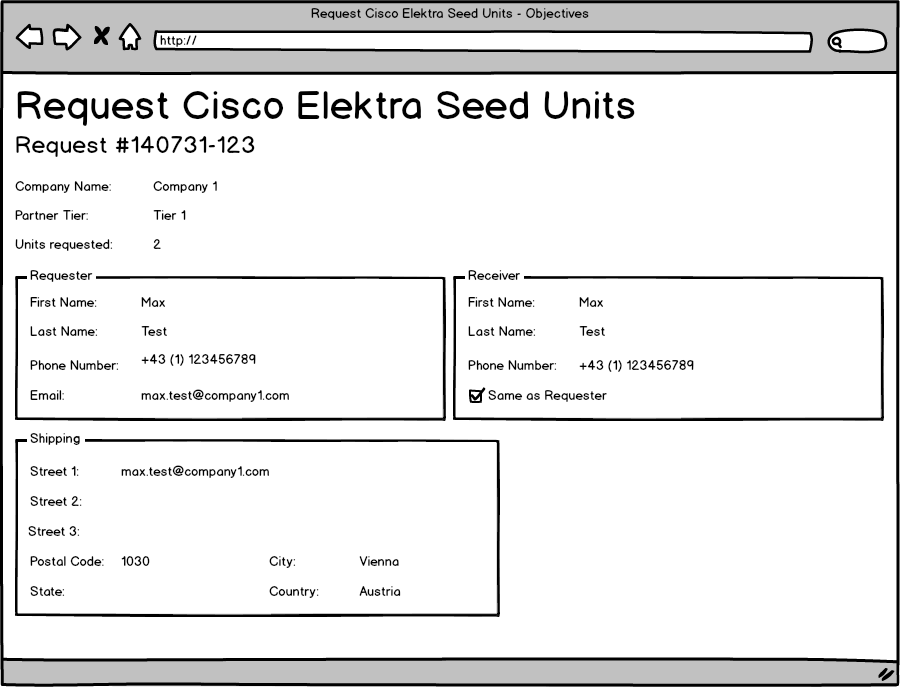 Request Cisco Elektra Seed Units - Objectives
http://
Request Cisco Elektra Seed Units
Request #140731-123
Company Name: Company 1
Partner Tier: Tier 1
Units requested: 2
Requester
First Name: Max
Last Name: Test
Phone Number: +43 (1) 123456789
Email: max.test@company1.com
Receiver
First Name: Max
Last Name: Test
Phone Number: +43 (1) 123456789
Same as Requester
Shipping
Street 1: max.test@company1.com
Street 2:
Street 3:
Postal Code: 1030 City: Vienna
State: Country: Austria